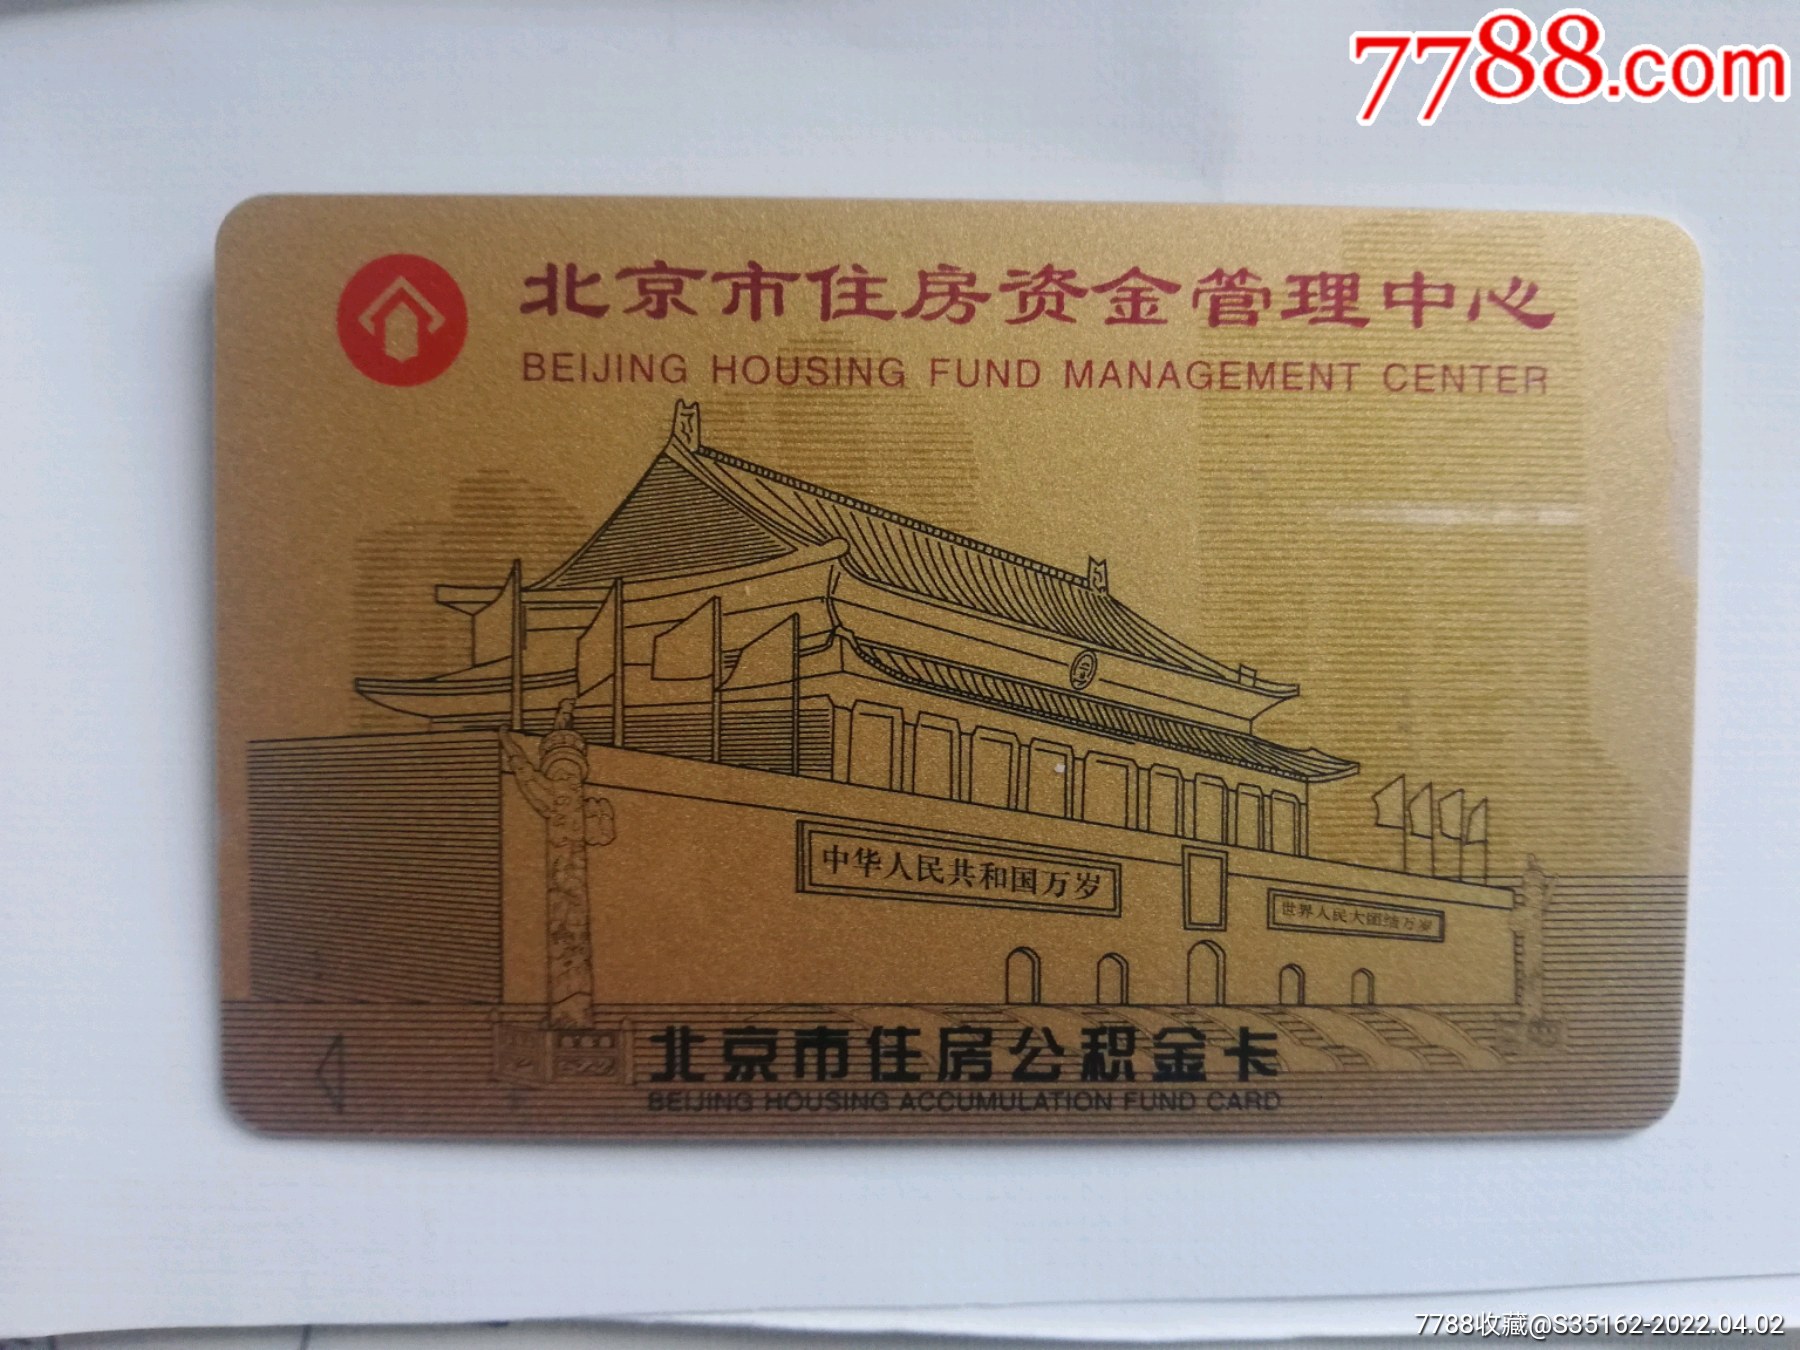 7788.com
北京市住房资金管理中心
BEIJING HOUSING FUND MANAGEMENT CENTER
中华人民共和国万岁
世界人民大团结万岁
北京市住房公积金卡
BEIJING HOUSING ACCUMULATION FUND CARD
7788收藏@S35162-2022.04.02